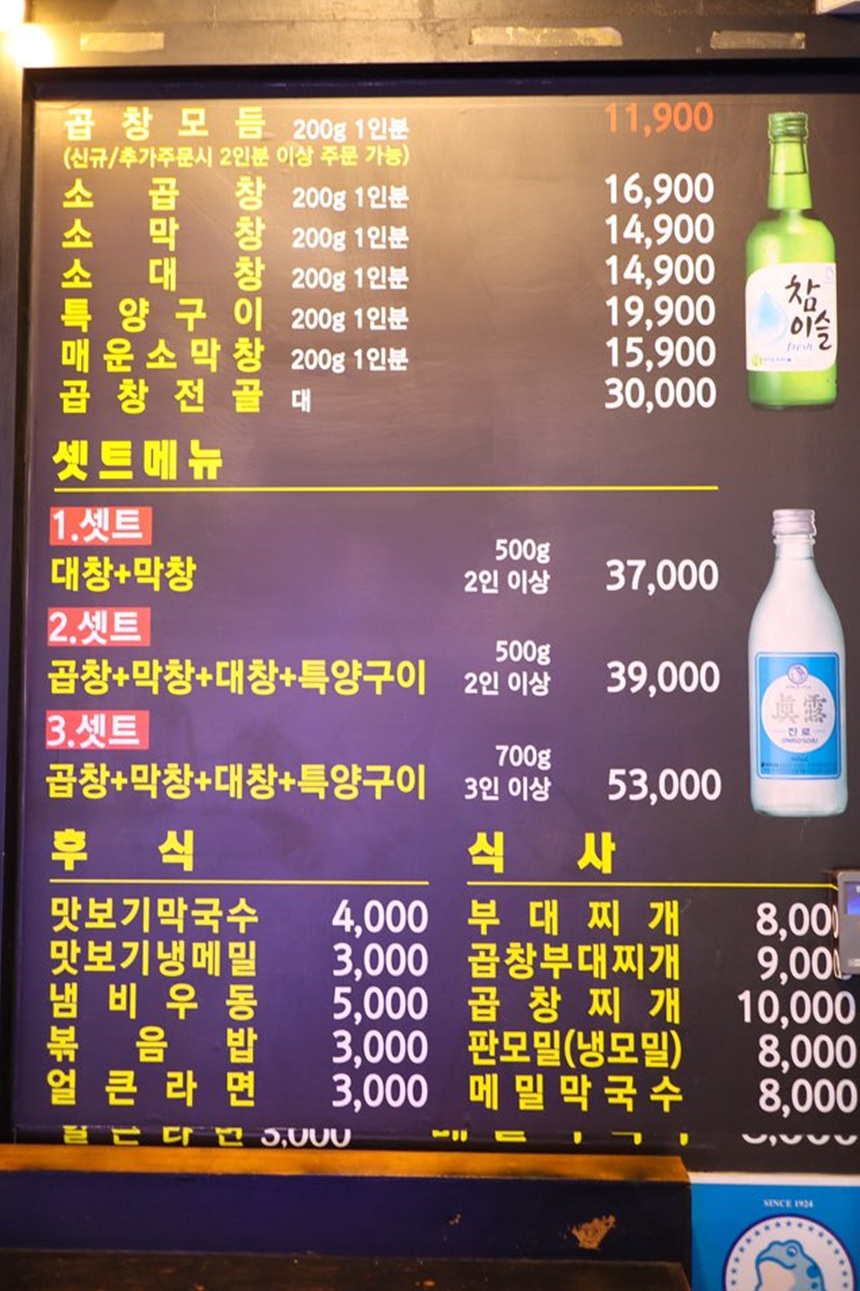 곱창모듬 200g 1인분 11,900
(신규/추가주문시 2인분 이상 주문 가능)
소곱창 200g 1인분 16,900
소막창 200g 1인분 14,900
소대창 200g 1인분 14,900
특양구이 200g 1인분 19,900
매운소막창 200g 1인분 15,900
곱창전골 대 30,000
참이슬
fresh
셋트메뉴
1.셋트
대창+막창 500g 2인 이상 37,000
2.셋트
곱창+막창+대창+특양구이 500g 2인 이상 39,000
3.셋트
곱창+막창+대창+특양구이 700g 3인 이상 53,000
眞露
진로
후식
맛보기막국수 4,000
맛보기냉메밀 3,000
냄비우동 5,000
볶음밥 3,000
얼큰라면 3,000
식사
부대찌개 8,000
곱창부대찌개 9,000
곱창찌개 10,000
판모밀(냉모밀) 8,000
메밀막국수 8,000
SINCE 1924